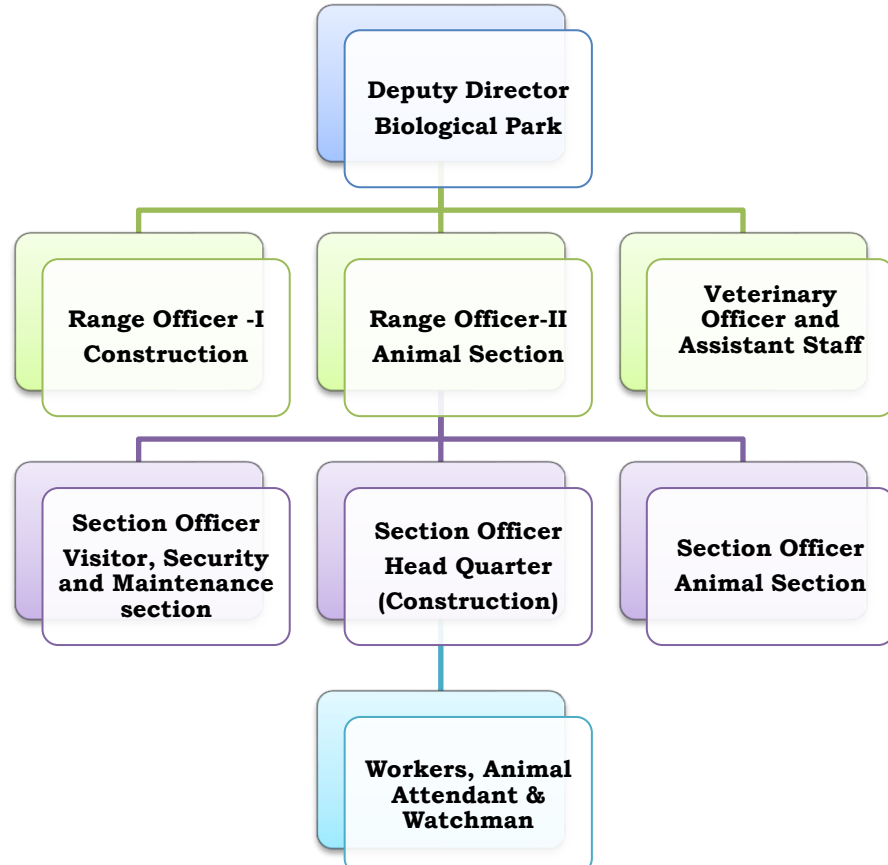 Deputy Director
Biological Park
Range Officer -I
Construction
Range Officer-II
Animal Section
Veterinary
Officer and
Assistant Staff
Section Officer
Visitor, Security
and Maintenance
section
Section Officer
Head Quarter
(Construction)
Section Officer
Animal Section
Workers, Animal
Attendant &
Watchman